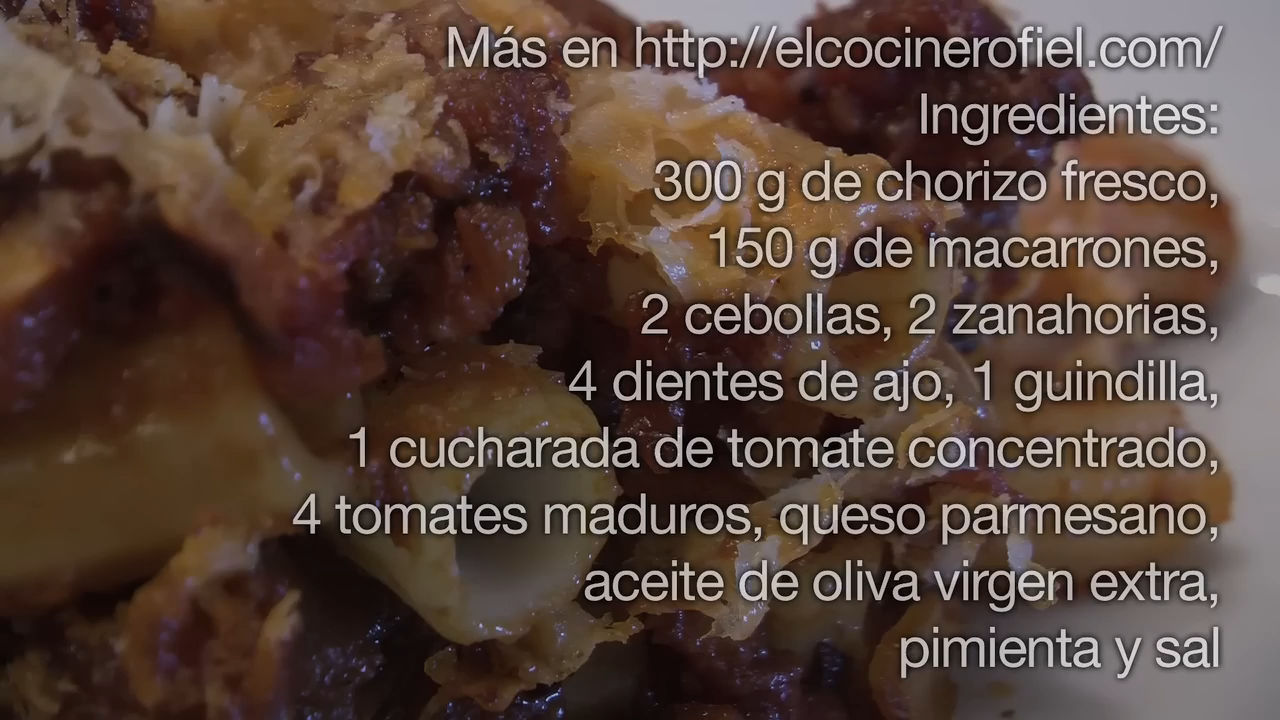 Más en http://elcocinerofiel.com/
Ingredientes:
300 g de chorizo fresco,
150 g de macarrones,
2 cebollas, 2 zanahorias,
4 dientes de ajo, 1 guindilla,
1 cucharada de tomate concentrado,
4 tomates maduros, queso parmesano,
aceite de oliva virgen extra,
pimienta y sal